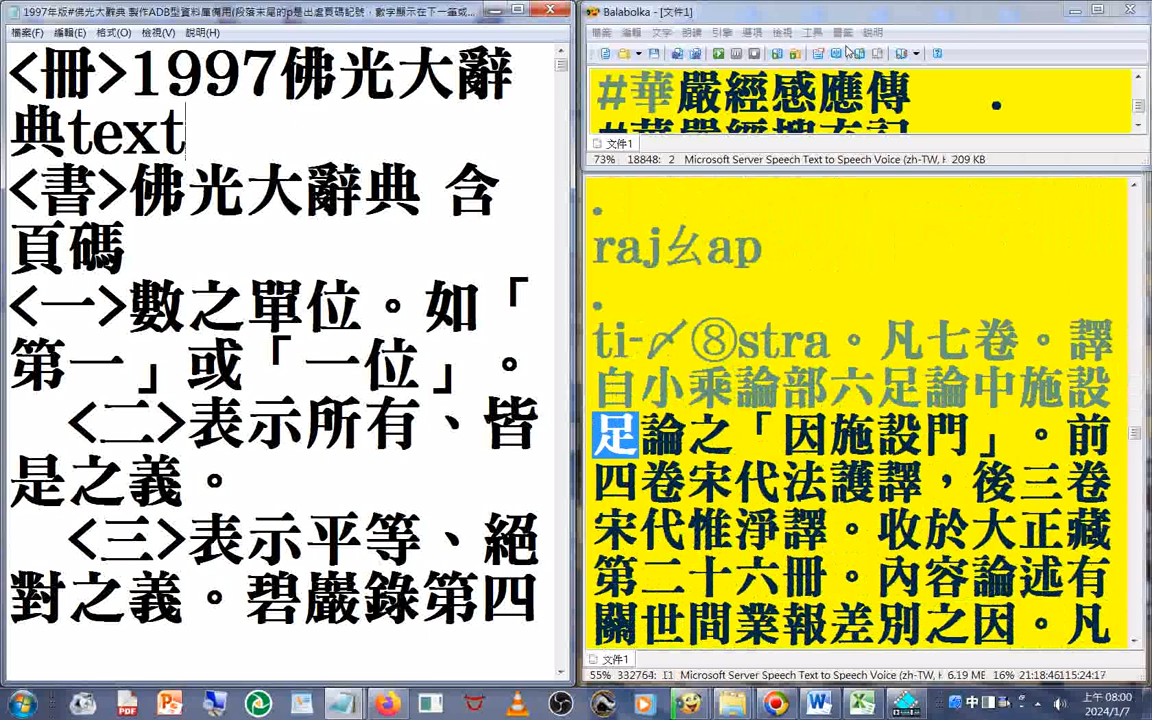 1997年版#佛光大辭典 製作ADB型資料庫備用(段落末尾的p是出處頁碼記號，數字顯示在下一筆或...
檔案(F) 編輯(E) 格式(O) 檢視(V) 說明(H)
<冊>1997佛光大辭
典text
<書>佛光大辭典 含
頁碼
<一>數之單位。如「
第一」或「一位」。
<二>表示所有、皆
是之義。
<三>表示平等、絕
對之義。碧巖錄第四
Balabolka - [文件1]
檔案 編輯 文字 朗讀 引擎 選項 檢視 工具 書籤 說明
#華嚴經感應傳 .
#華嚴經搜玄記
文件1
73% 18848: 2 Microsoft Server Speech Text to Speech Voice (zh-TW, H 209 KB
.
rajㄠap
.
ti-〆⑧stra。凡七卷。譯
自小乘論部六足論中施設
足論之「因施設門」。前
四卷宋代法護譯，後三卷
宋代惟淨譯。收於大正藏
第二十六冊。內容論述有
關世間業報差別之因。凡
文件1
55% 332764: I1 Microsoft Server Speech Text to Speech Voice (zh-TW, H 6.19 ME 16% 21:18:46115:24:17
中
上午 08:00
2024/1/7